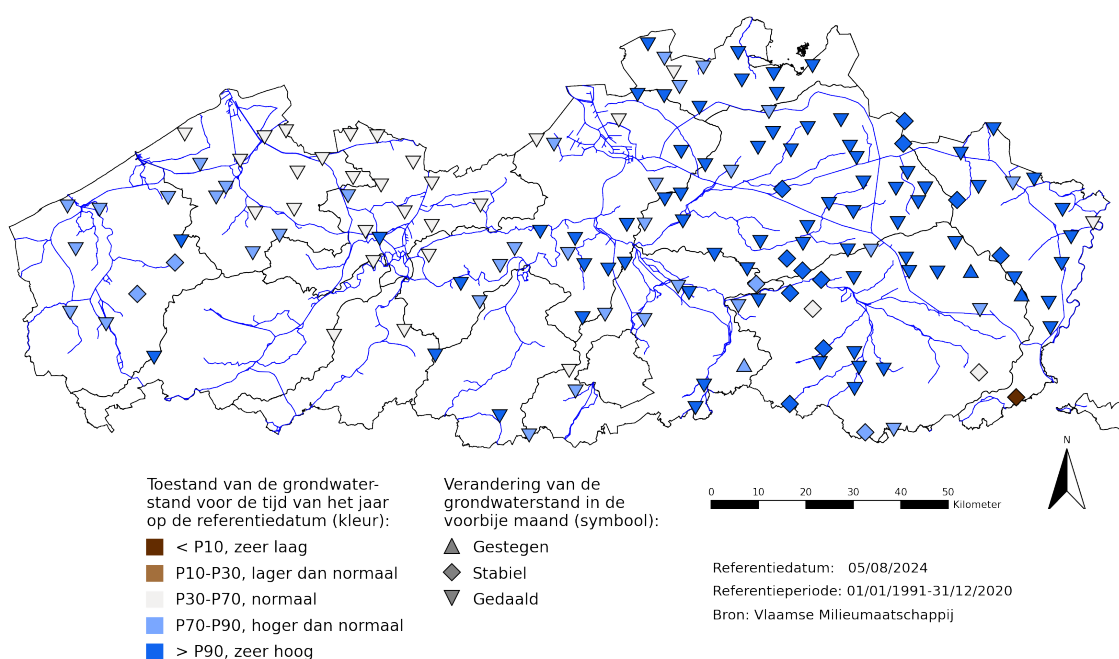 N
Toestand van de grondwater-
stand voor de tijd van het jaar
op de referentiedatum (kleur):
< P10, zeer laag
P10-P30, lager dan normaal
P30-P70, normaal
P70-P90, hoger dan normaal
> P90, zeer hoog
Verandering van de
grondwaterstand in de
voorbije maand (symbool):
Gestegen
Stabiel
Gedaald
0 10 20 30 40 50
Kilometer
Referentiedatum: 05/08/2024
Referentieperiode: 01/01/1991-31/12/2020
Bron: Vlaamse Milieumaatschappij